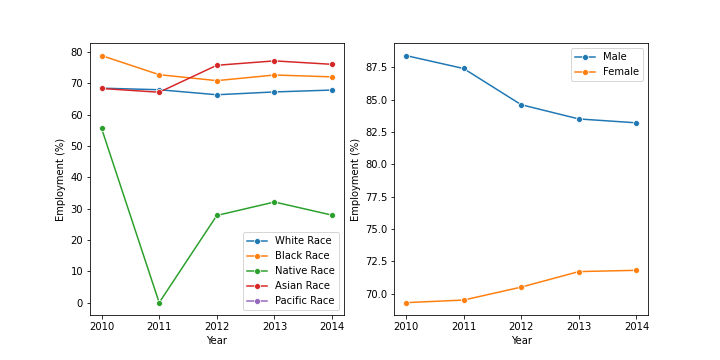 80
70
60
50
40
30
20
10
0
Employment (%)
2010 2011 2012 2013 2014
Year
White Race
Black Race
Native Race
Asian Race
Pacific Race
87.5
85.0
82.5
80.0
77.5
75.0
72.5
70.0
Employment (%)
2010 2011 2012 2013 2014
Year
Male
Female